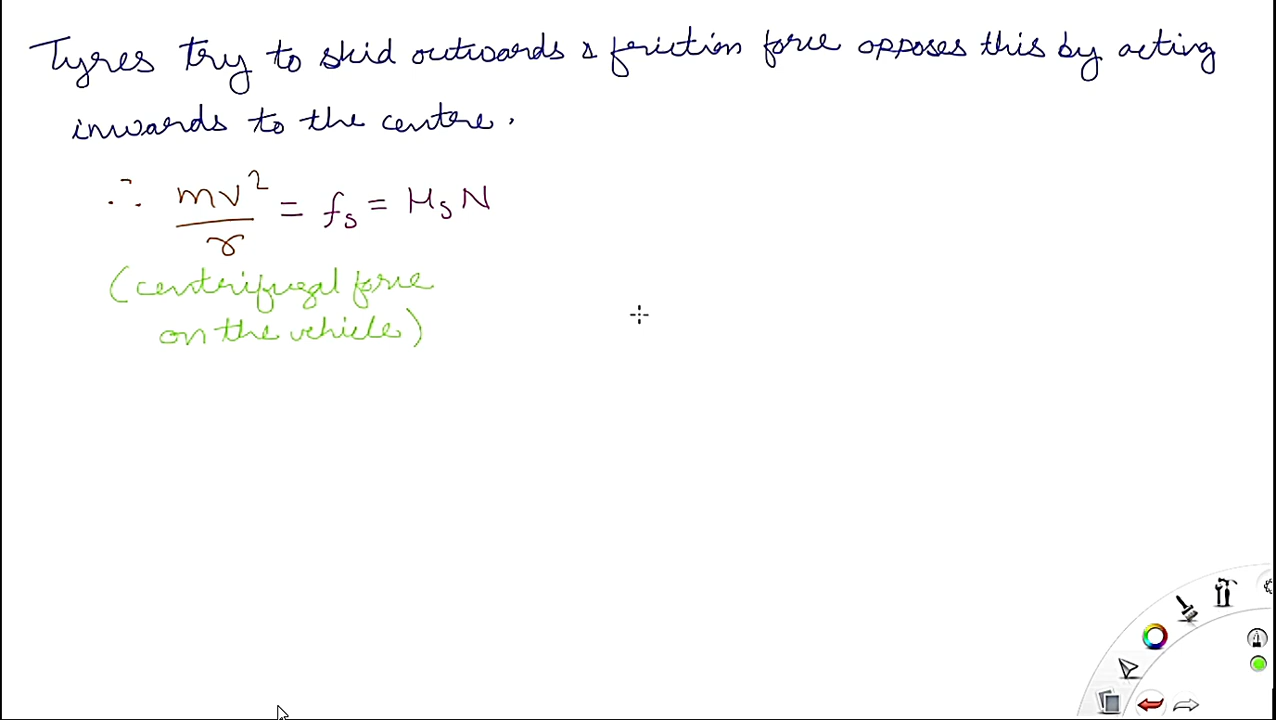 Tyres try to skid outwards & friction force opposes this by acting
inwards to the centre.
∴ mv²/r = fs = μsN
(centrifugal force
on the vehicle)